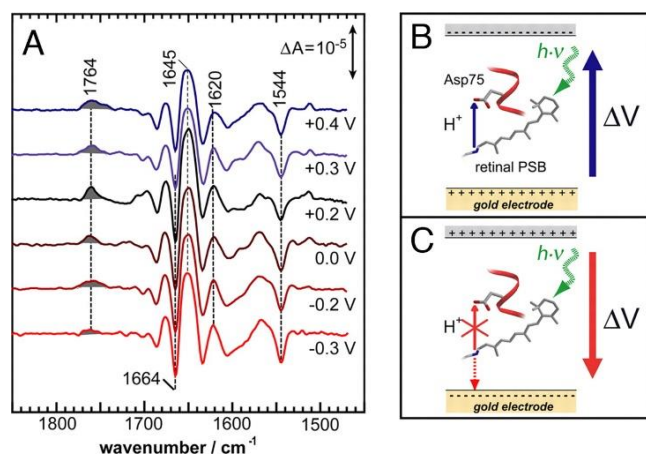 A
ΔA=10⁻⁵
1764
1645
1620
1544
+0.4 V
+0.3 V
+0.2 V
0.0 V
-0.2 V
-0.3 V
1664
1800 1700 1600 1500
wavenumber / cm⁻¹
B
- - - - - - - - - - - -
h·ν
Asp75
H⁺
ΔV
retinal PSB
+ + + + + + + + + + + + +
gold electrode
C
+ + + + + + + + + + +
h·ν
H⁺
ΔV
- - - - - - - - - - - - - - -
gold electrode